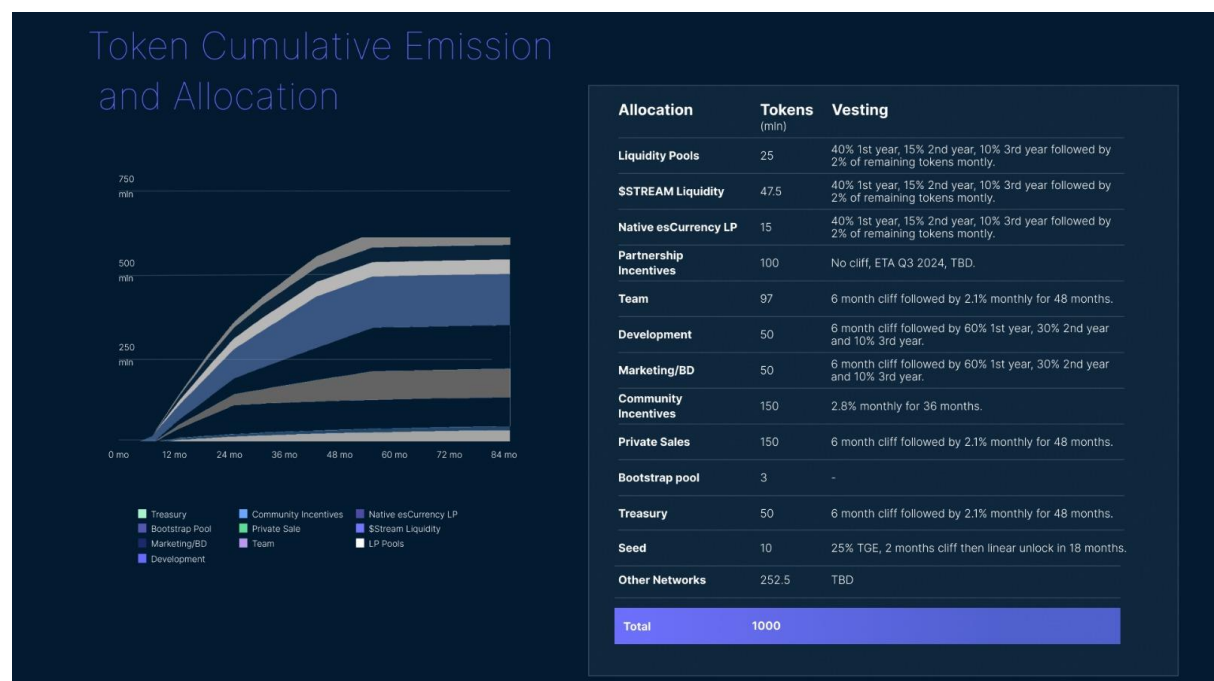 Token Cumulative Emission
and Allocation
750
mln
500
mln
250
mln
0 mo 12 mo 24 mo 36 mo 48 mo 60 mo 72 mo 84 mo
Treasury Community Incentives Native esCurrency LP
Bootstrap Pool Private Sale $Stream Liquidity
Marketing/BD Team LP Pools
Development
Allocation Tokens Vesting
(mln)
Liquidity Pools 25 40% 1st year, 15% 2nd year, 10% 3rd year followed by
2% of remaining tokens montly.
$STREAM Liquidity 47.5 40% 1st year, 15% 2nd year, 10% 3rd year followed by
2% of remaining tokens montly.
Native esCurrency LP 15 40% 1st year, 15% 2nd year, 10% 3rd year followed by
2% of remaining tokens montly.
Partnership
Incentives 100 No cliff, ETA Q3 2024, TBD.
Team 97 6 month cliff followed by 2.1% monthly for 48 months.
Development 50 6 month cliff followed by 60% 1st year, 30% 2nd year
and 10% 3rd year.
Marketing/BD 50 6 month cliff followed by 60% 1st year, 30% 2nd year
and 10% 3rd year.
Community
Incentives 150 2.8% monthly for 36 months.
Private Sales 150 6 month cliff followed by 2.1% monthly for 48 months.
Bootstrap pool 3 -
Treasury 50 6 month cliff followed by 2.1% monthly for 48 months.
Seed 10 25% TGE, 2 months cliff then linear unlock in 18 months.
Other Networks 252.5 TBD
Total 1000